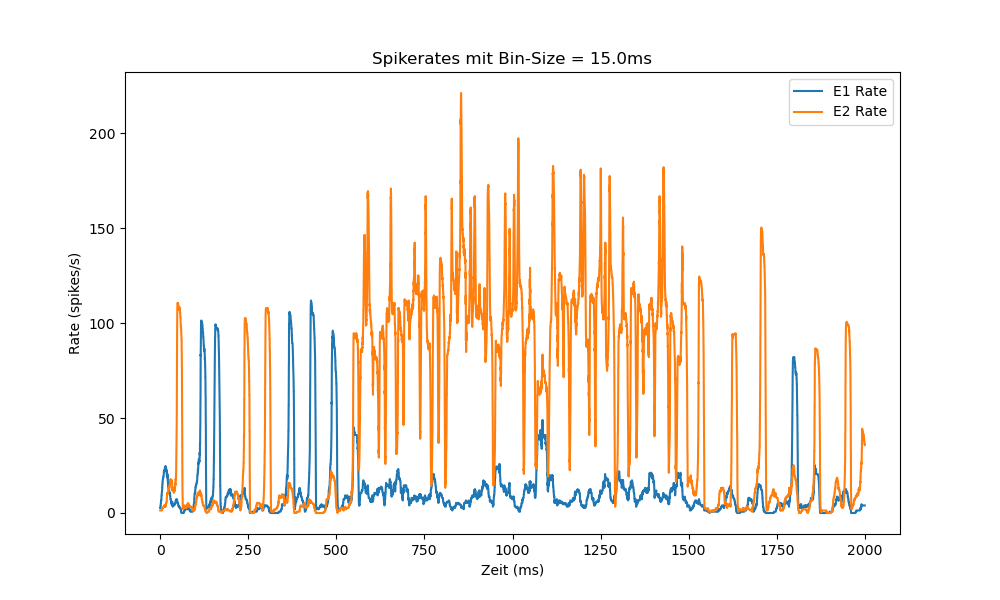 Spikerates mit Bin-Size = 15.0ms
E1 Rate
E2 Rate
Rate (spikes/s)
200
150
100
50
0
0 250 500 750 1000 1250 1500 1750 2000
Zeit (ms)